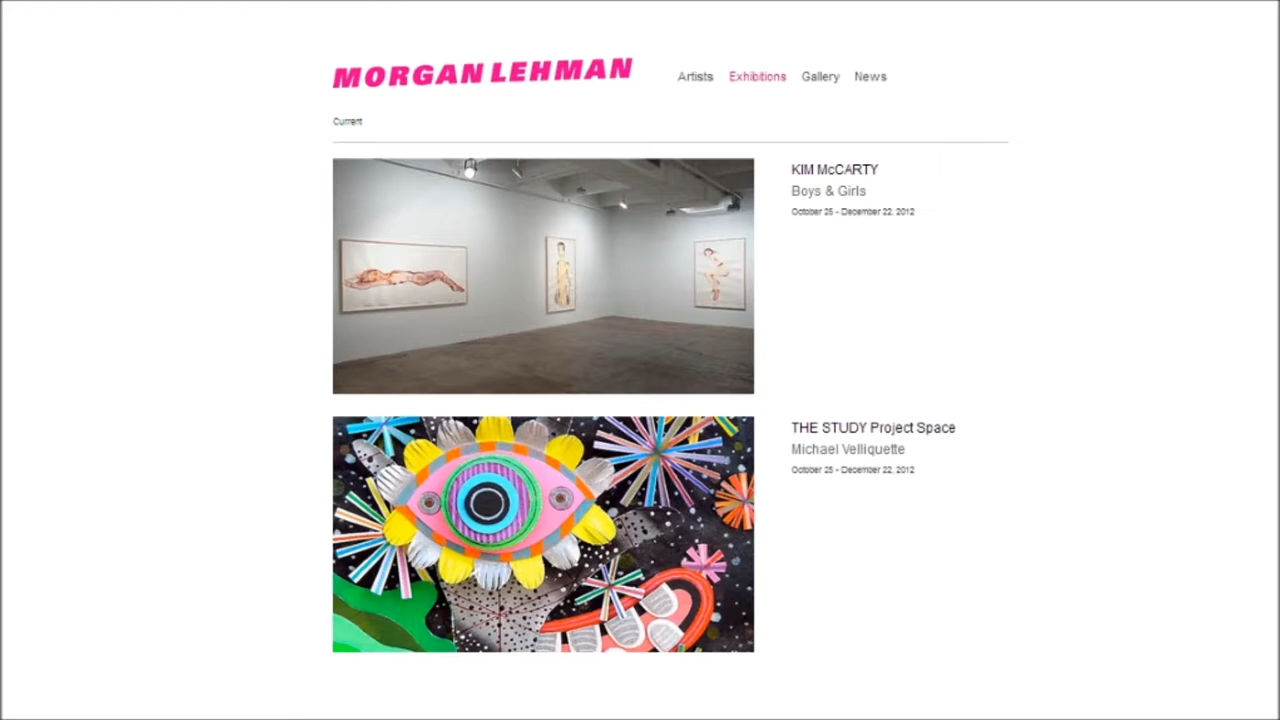 MORGAN LEHMAN
Artists Exhibitions Gallery News
Current
KIM McCARTY
Boys & Girls
October 25 - December 22, 2012
THE STUDY Project Space
Michael Velliquette
October 25 - December 22, 2012